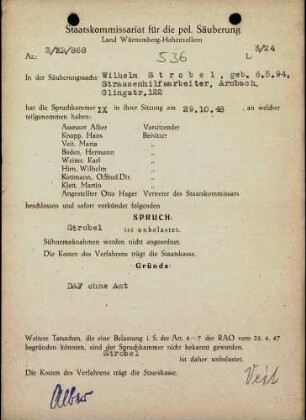 Staatskommissariat für die pol. Säuberung
Land Württemberg-Hohenzollern
Az: 3/KB/868
536
L 3/24
In der Säuberungssache Wilhelm Strobel, geb. 6.5.94,
Strassenhilfsarbeiter, Arnbach,
122
hat die Spruchkammer IX in ihrer Sitzung am 29.10.48, an welcher
teilgenommen haben:
Assessor Alber Vorsitzender
Knapp, Hans Beisitzer
Veit, Maria „
Baden, Hermann „
Weimer, Karl „
Hirn, Wilhelm „
Kottmann, O.Stud.Dir. „
Klett, Martin „
Angestellter Otto Hager Vertreter des Staatskommissars
beschlossen und sofort verkündet folgenden
SPRUCH:
Strobel
ist unbelastet.
Sühnemaßnahmen werden nicht angeordnet.
Die Kosten des Verfahrens trägt die Staatskasse.
Gründe:
DAF ohne Amt
Weitere Tatsachen, die eine Belastung i. S. der Art. 4—7 der RAO vom 25. 4. 47
begründen könnten, sind der Spruchkammer nicht bekannt geworden.
Strobel
ist daher unbelastet.
Die Kosten des Verfahrens trägt die Staatskasse.
Alber
Veit